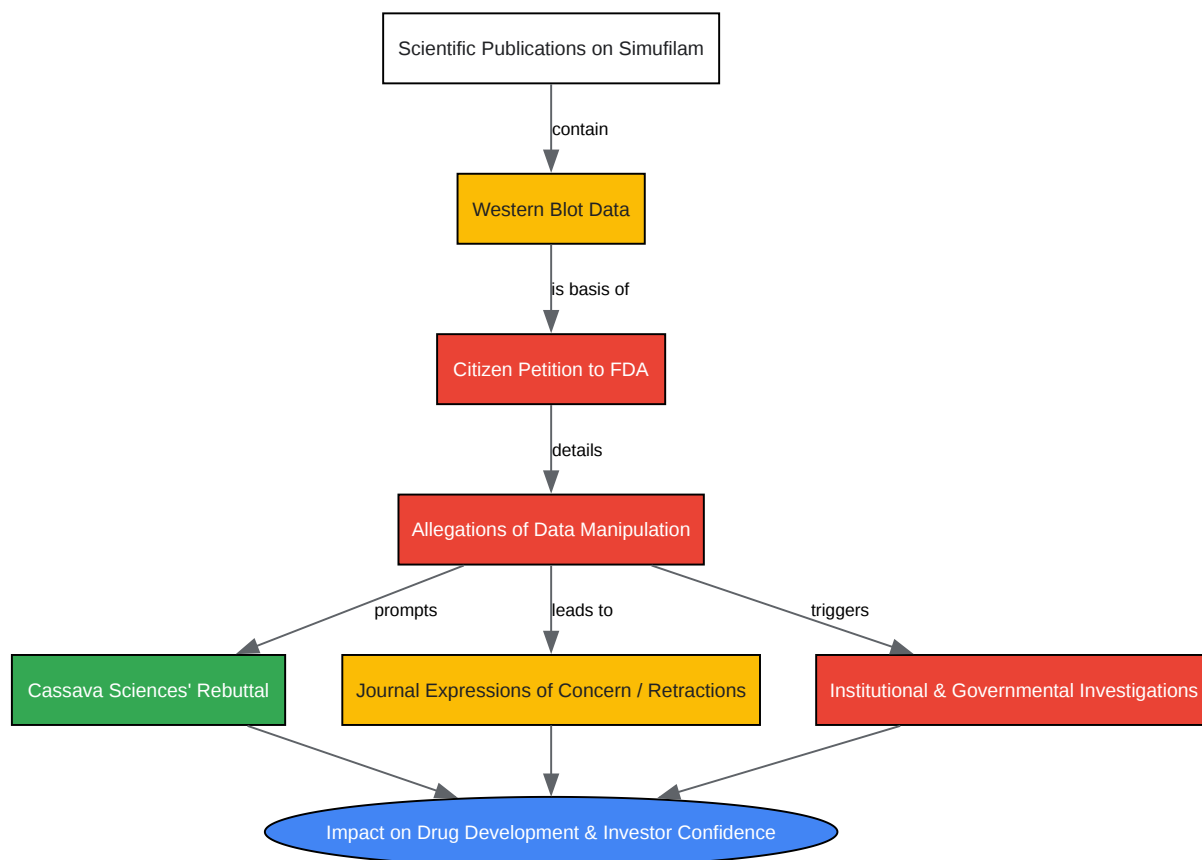 Scientific Publications on Simufilam
contain
Western Blot Data
is basis of
Citizen Petition to FDA
details
Allegations of Data Manipulation
prompts
leads to
triggers
Cassava Sciences' Rebuttal
Journal Expressions of Concern / Retractions
Institutional & Governmental Investigations
Impact on Drug Development & Investor Confidence